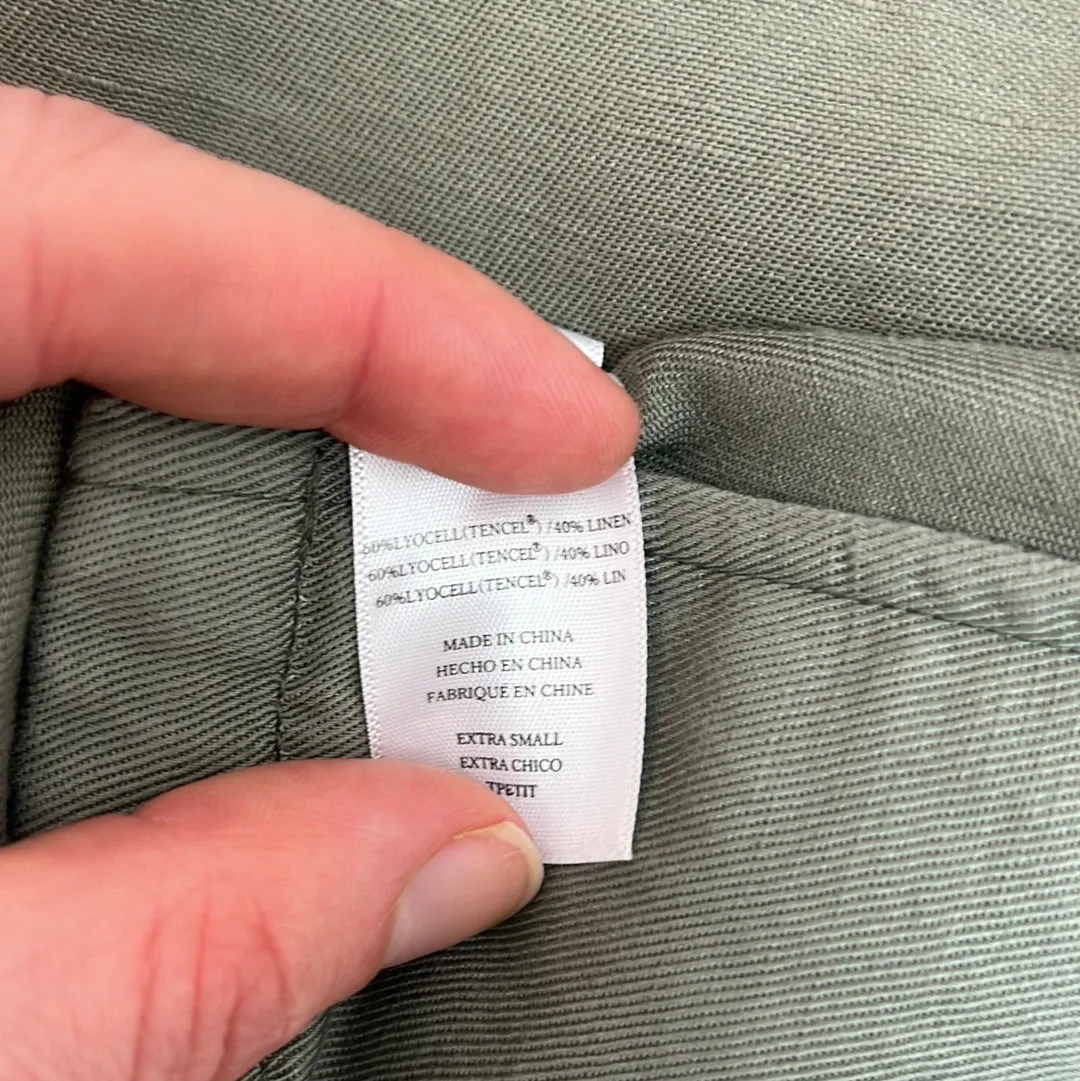 60%LYOCELL(TENCEL®) /40% LINEN
60%LYOCELL(TENCEL®) /40% LINO
60%LYOCELL(TENCEL®) /40% LIN
MADE IN CHINA
HECHO EN CHINA
FABRIQUE EN CHINE
EXTRA SMALL
EXTRA CHICO
TPETIT